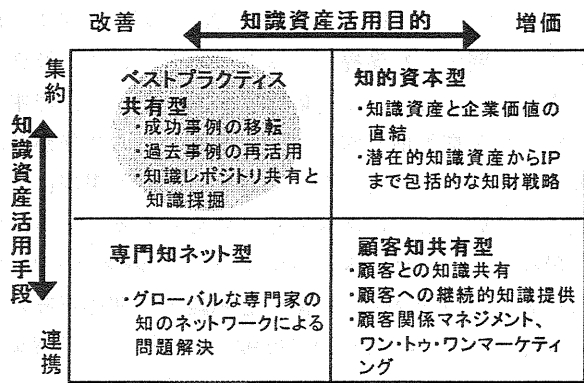 改善 知識資産活用目的 増価
集約
知識資産活用手段
連携
ベストプラクティス
共有型
・成功事例の移転
・過去事例の再活用
・知識レポジトリ共有と
知識採掘
知的資本型
・知識資産と企業価値の
直結
・潜在的知識資産からIP
まで包括的な知財戦略
専門知ネット型
・グローバルな専門家の
知のネットワークによる
問題解決
顧客知共有型
・顧客との知識共有
・顧客への継続的知識提供
・顧客関係マネジメント、
ワン・トゥ・ワンマーケティ
ング